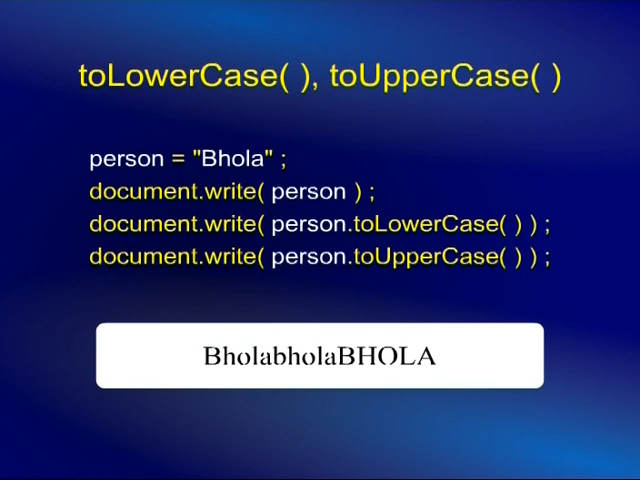 toLowerCase( ), toUpperCase( )
person = "Bhola" ;
document.write( person ) ;
document.write( person.toLowerCase( ) ) ;
document.write( person.toUpperCase( ) ) ;
BholabholaBHOLA